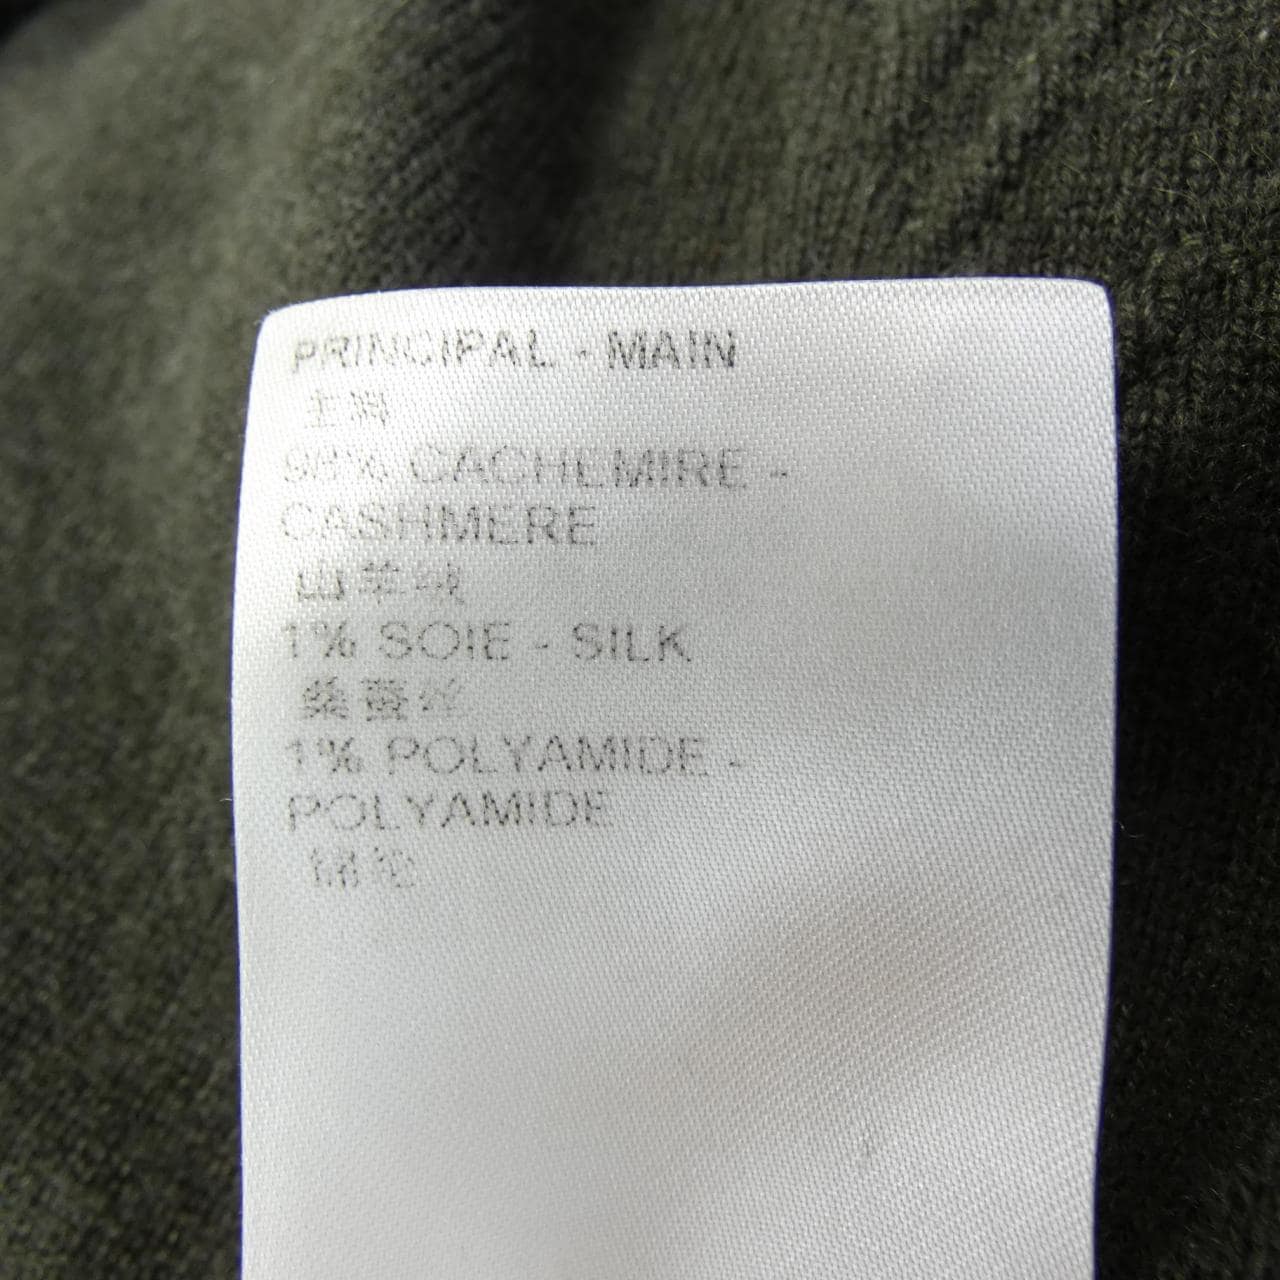 PRINCIPAL - MAIN
主料
98% CACHEMIRE -
CASHMERE
山羊绒
1% SOIE - SILK
桑蚕丝
1% POLYAMIDE -
POLYAMIDE
锦纶